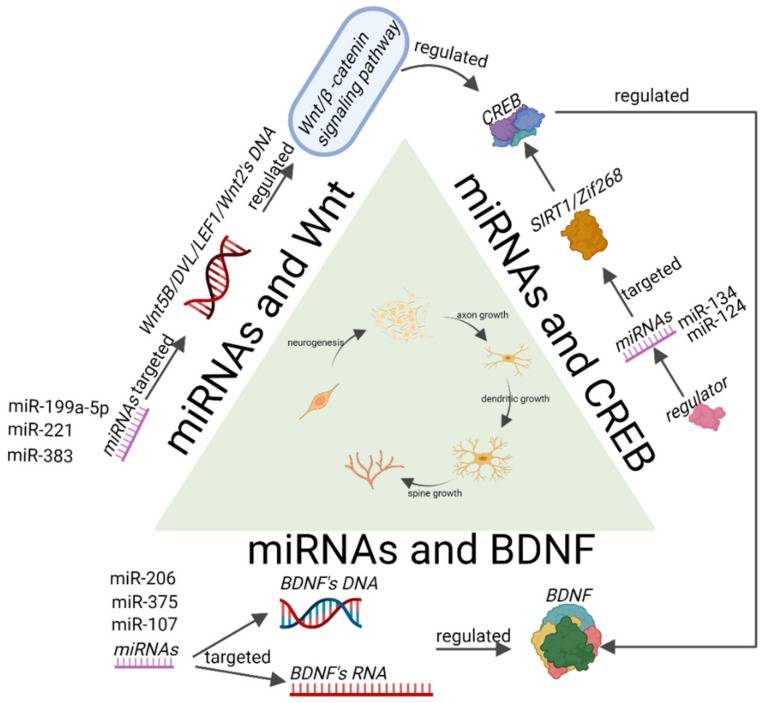 Wnt/β -catenin
signaling pathway
regulated
CREB
regulated
regulated
Wnt5B/DVL/LEF1/Wnt2's DNA
miRNAs and Wnt
targeted
miRNAs
miR-199a-5p
miR-221
miR-383
SIRT1/Zif268
targeted
miRNAs
miR-134
miR-124
regulator
miRNAs and CREB
neurogenesis
axon growth
dendritic growth
spine growth
miRNAs and BDNF
miR-206
miR-375
miR-107
miRNAs
targeted
BDNF's DNA
BDNF's RNA
regulated
BDNF